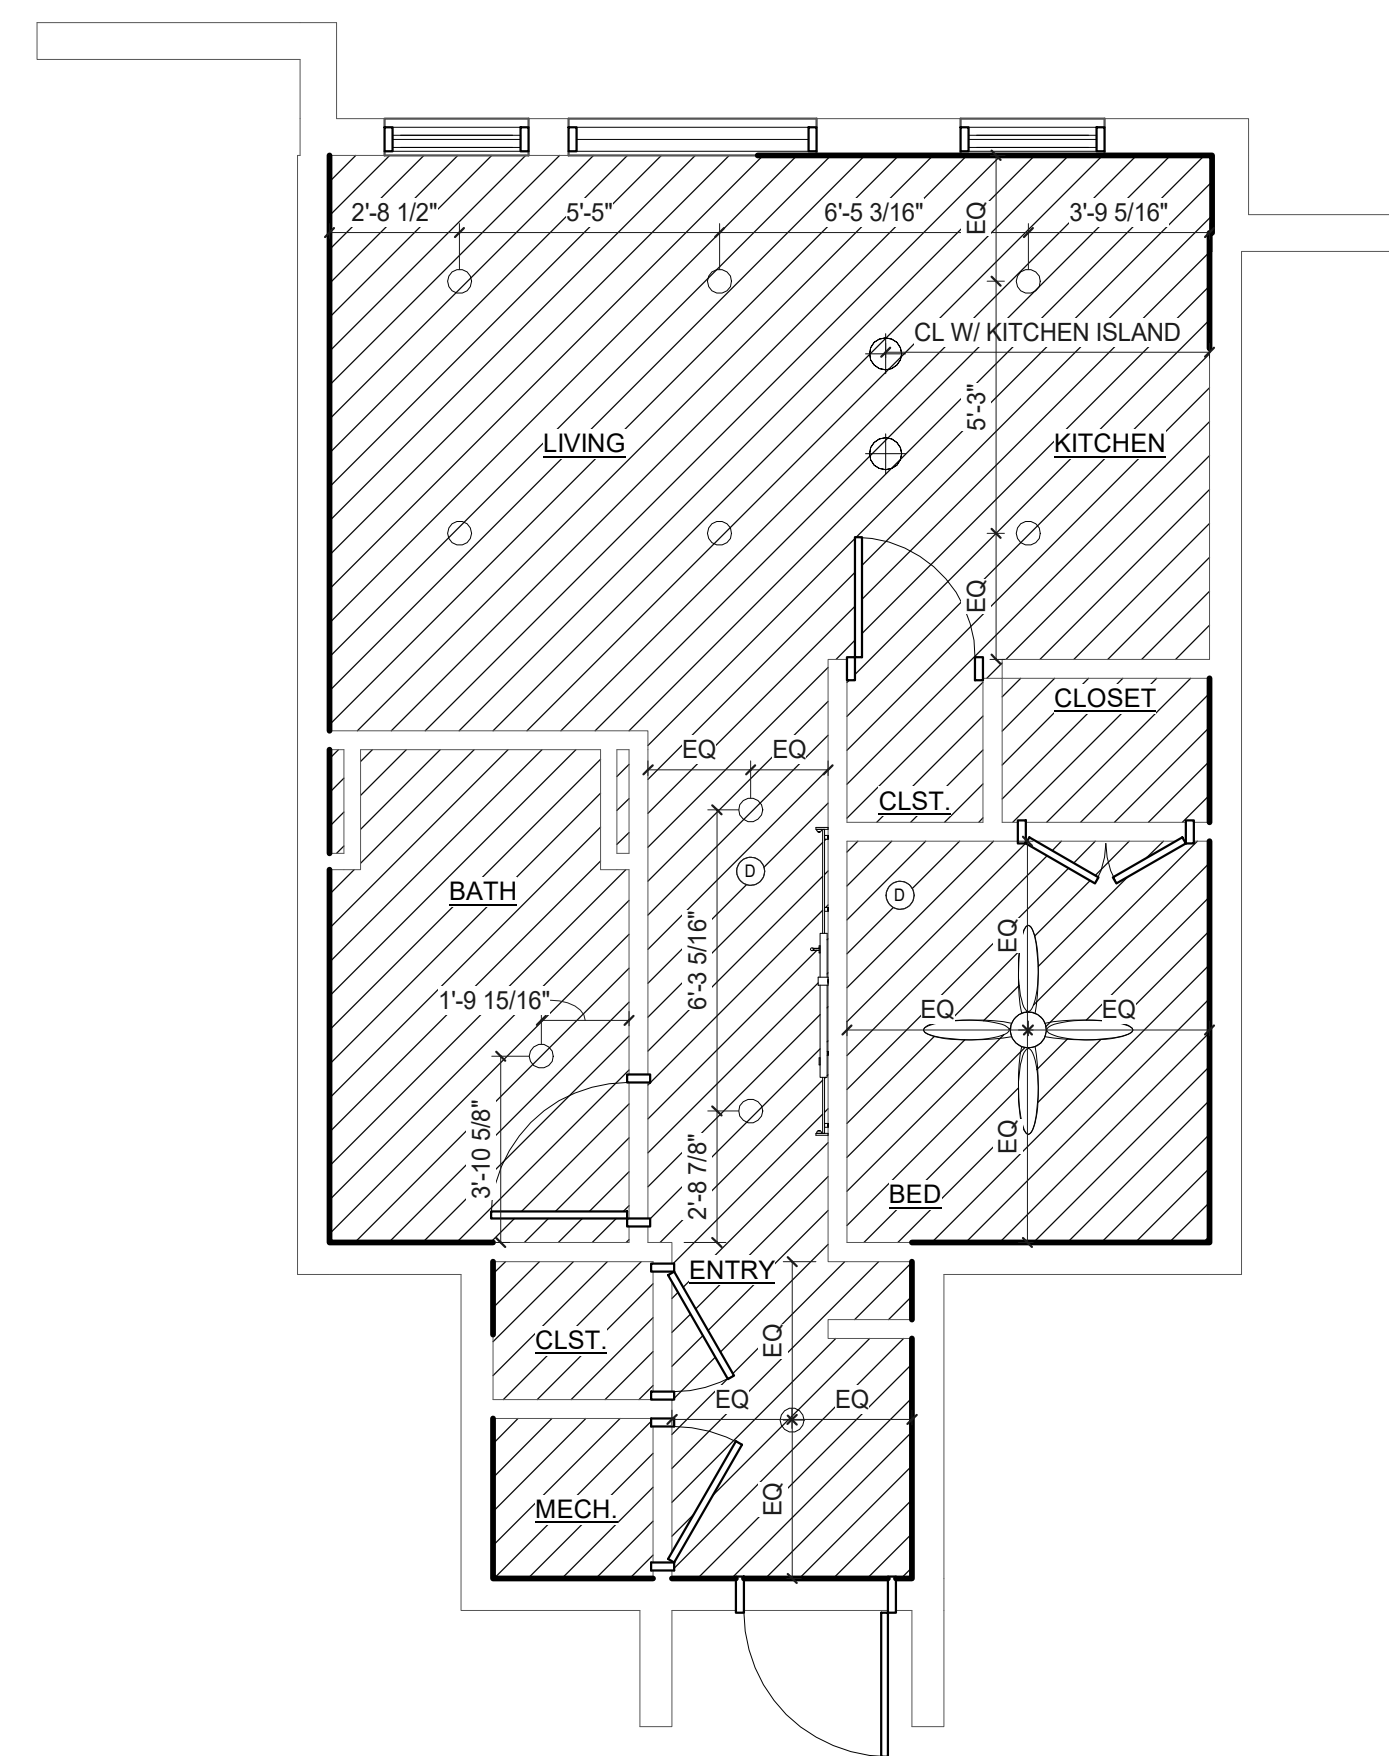 2'-8 1/2"
5'-5"
6'-5 3/16"
EQ
3'-9 5/16"
CL W/ KITCHEN ISLAND
5'-3"
LIVING
KITCHEN
EQ
CLOSET
EQ
EQ
CLST.
D
D
BATH
EQ
6'-3 5/16"
1'-9 15/16"
EQ
EQ
EQ
3'-10 5/8"
2'-8 7/8"
BED
ENTRY
CLST.
EQ
EQ
EQ
EQ
MECH.